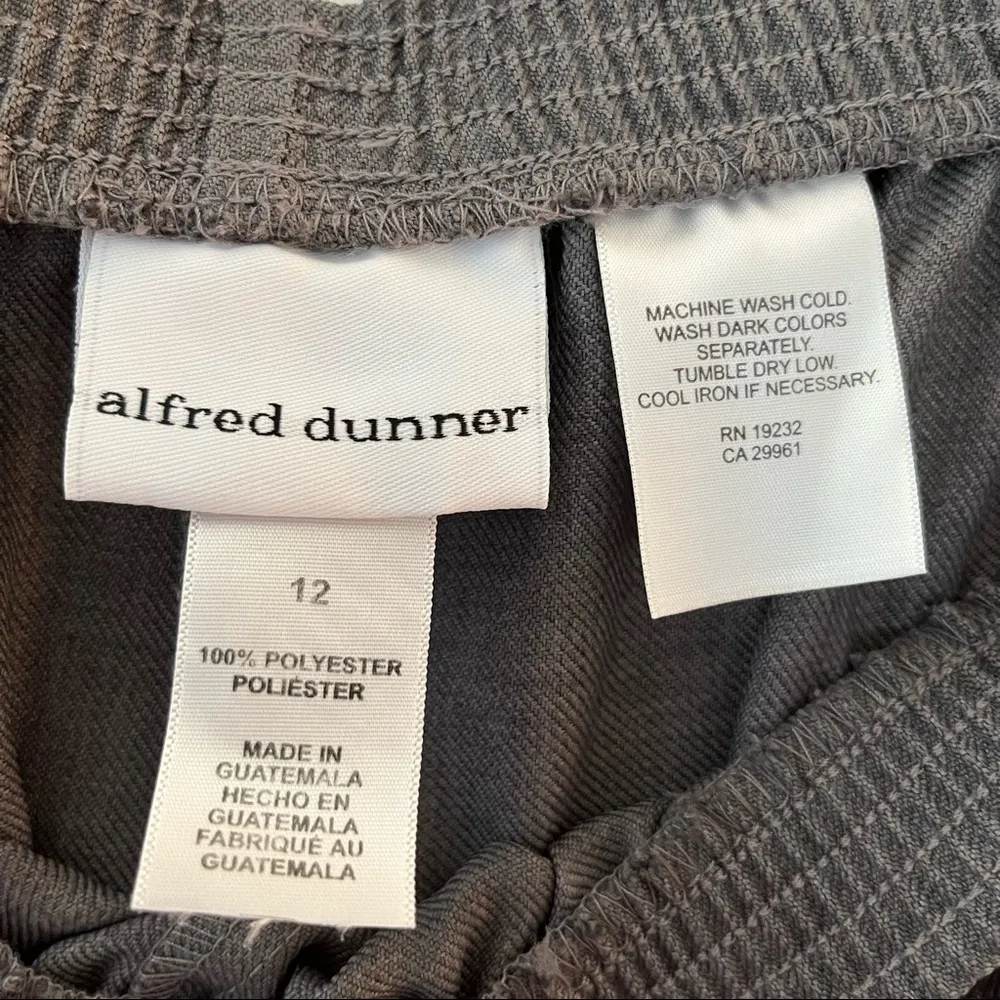 alfred dunner
12
100% POLYESTER
POLIÉSTER
MADE IN
GUATEMALA
HECHO EN
GUATEMALA
FABRIQUÉ AU
GUATEMALA
MACHINE WASH COLD.
WASH DARK COLORS
SEPARATELY.
TUMBLE DRY LOW.
COOL IRON IF NECESSARY.
RN 19232
CA 29961